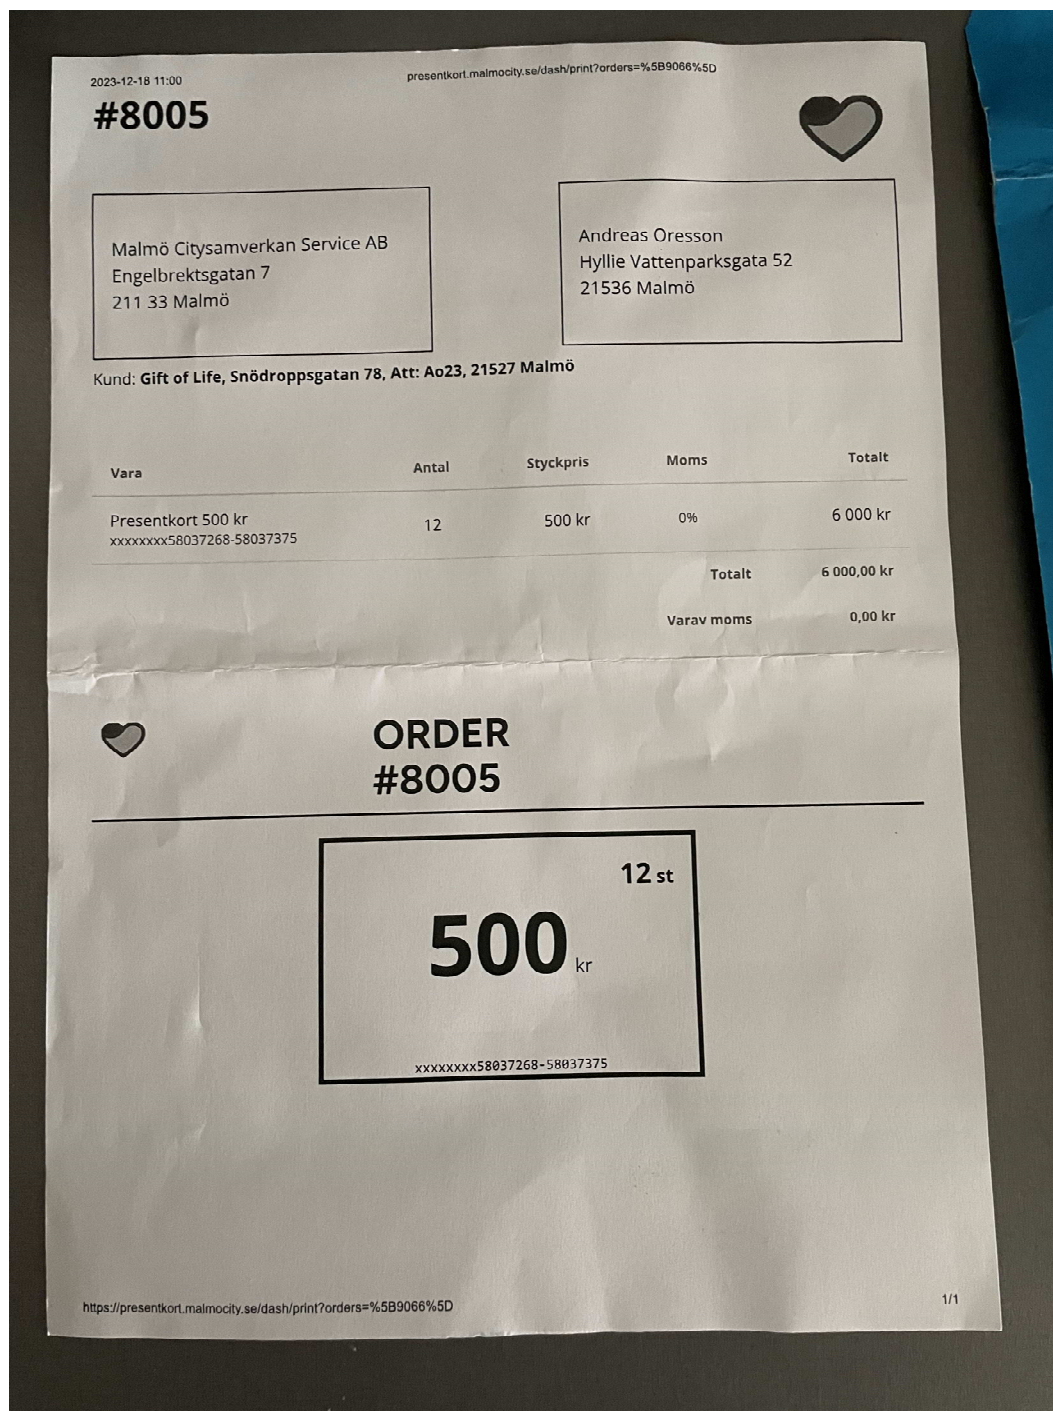 2023-12-18 11:00
presentkort.malmocity.se/dash/print?orders=%5B9066%5D
#8005
Malmö Citysamverkan Service AB
Engelbrektsgatan 7
211 33 Malmö
Andreas Oresson
Hyllie Vattenparksgata 52
21536 Malmö
Kund: Gift of Life, Snödroppsgatan 78, Att: Ao23, 21527 Malmö
Vara Antal Styckpris Moms Totalt
Presentkort 500 kr 12 500 kr 0% 6 000 kr
xxxxxxxx58037268-58037375
Totalt 6 000,00 kr
Varav moms 0,00 kr
ORDER
#8005
12 st
500 kr
xxxxxxxx58037268-58037375
https://presentkort.malmocity.se/dash/print?orders=%5B9066%5D
1/1